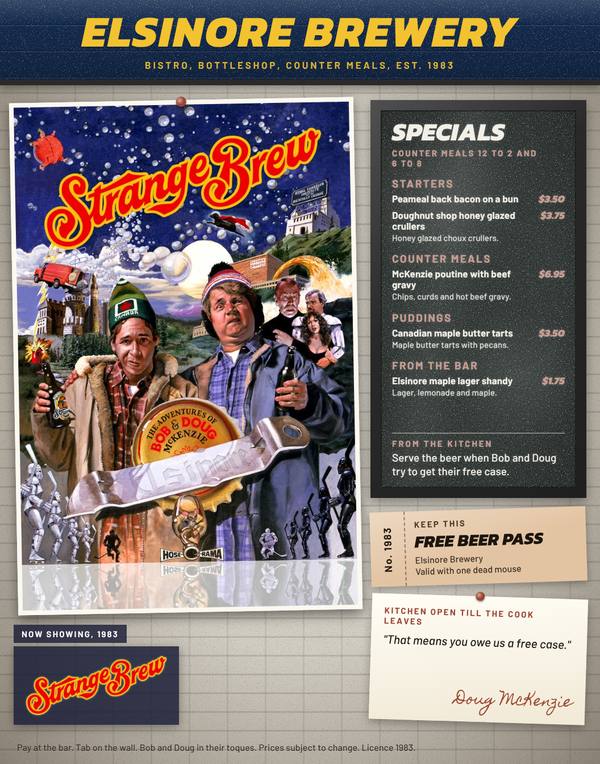 ELSINORE BREWERY
BISTRO, BOTTLESHOP, COUNTER MEALS, EST. 1983
Strange Brew
THE ADVENTURES OF
BOB & DOUG
McKENZIE
Elsinore
HOSE O RAMA
NOW SHOWING, 1983
Strange Brew
SPECIALS
COUNTER MEALS 12 TO 2 AND
6 TO 8
STARTERS
Peameal back bacon on a bun $3.50
Doughnut shop honey glazed $3.75
crullers
Honey glazed choux crullers.
COUNTER MEALS
McKenzie poutine with beef $6.95
gravy
Chips, curds and hot beef gravy.
PUDDINGS
Canadian maple butter tarts $3.50
Maple butter tarts with pecans.
FROM THE BAR
Elsinore maple lager shandy $1.75
Lager, lemonade and maple.
FROM THE KITCHEN
Serve the beer when Bob and Doug
try to get their free case.
No. 1983
KEEP THIS
FREE BEER PASS
Elsinore Brewery
Valid with one dead mouse
KITCHEN OPEN TILL THE COOK
LEAVES
"That means you owe us a free case."
Doug McKenzie
Pay at the bar. Tab on the wall. Bob and Doug in their toques. Prices subject to change. Licence 1983.